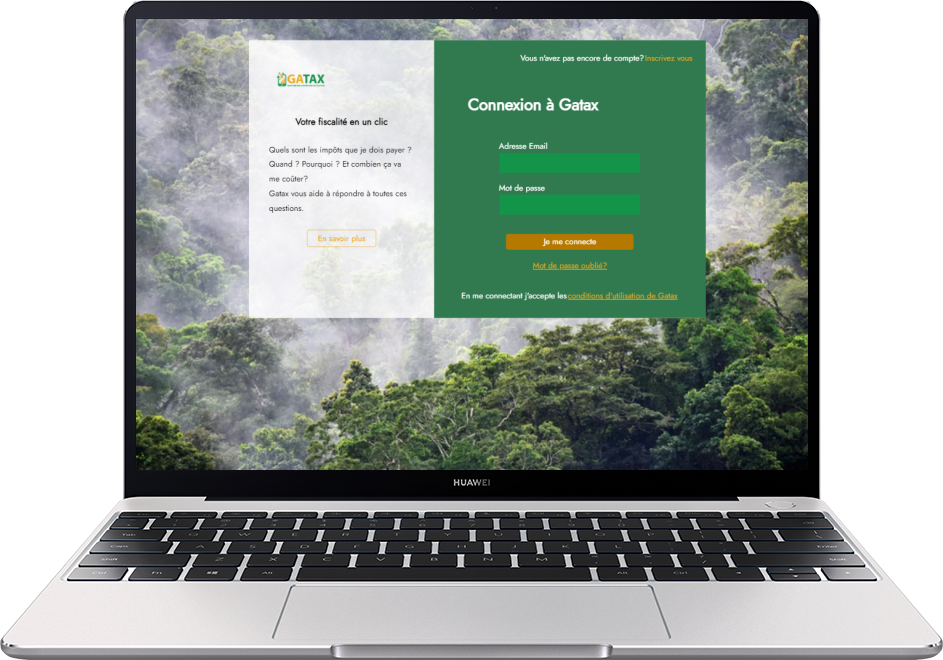 GATAX
Votre fiscalité en un clic
Quels sont les impôts que je dois payer ?
Quand ? Pourquoi ? Et combien ça va
me coûter?
Gatax vous aide à répondre à toutes ces
questions.
En savoir plus
Vous n'avez pas encore de compte? Inscrivez vous
Connexion à Gatax
Adresse Email
Mot de passe
Je me connecte
Mot de passe oublié?
En me connectant j'accepte les conditions d'utilisation de Gatax
HUAWEI